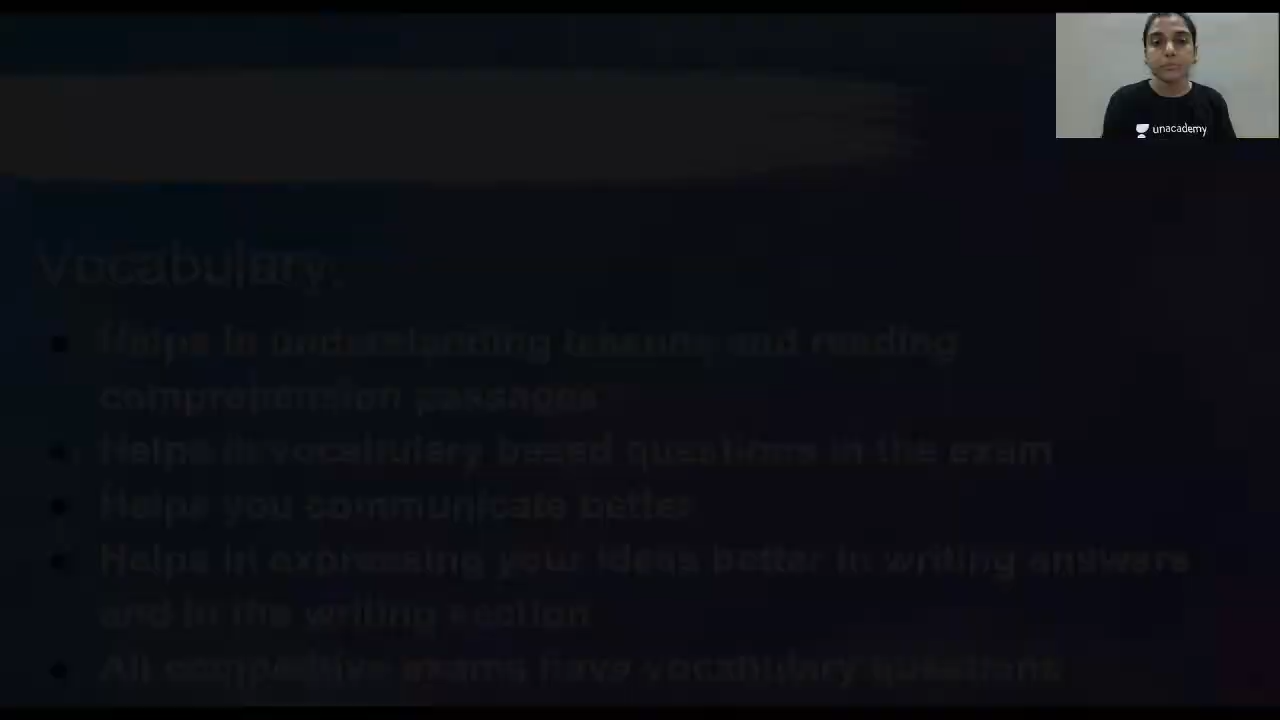 unacademy
Vocabulary:
Helps in understanding lessons and reading
comprehension passages
Helps in vocabulary based questions in the exam
Helps you communicate better
Helps in expressing your ideas better in writing answers
and in the writing section
All competitive exams have vocabulary questions